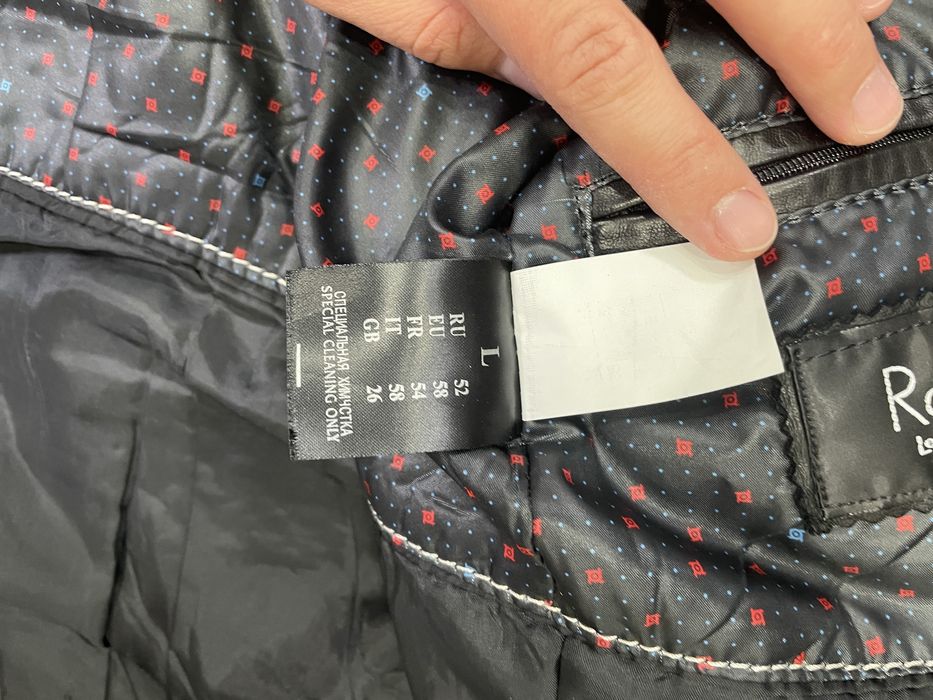 L
RU 52
EU 58
FR 54
IT 58
GB 26
СПЕЦИАЛЬНАЯ ХИМЧИСТКА
SPECIAL CLEANING ONLY